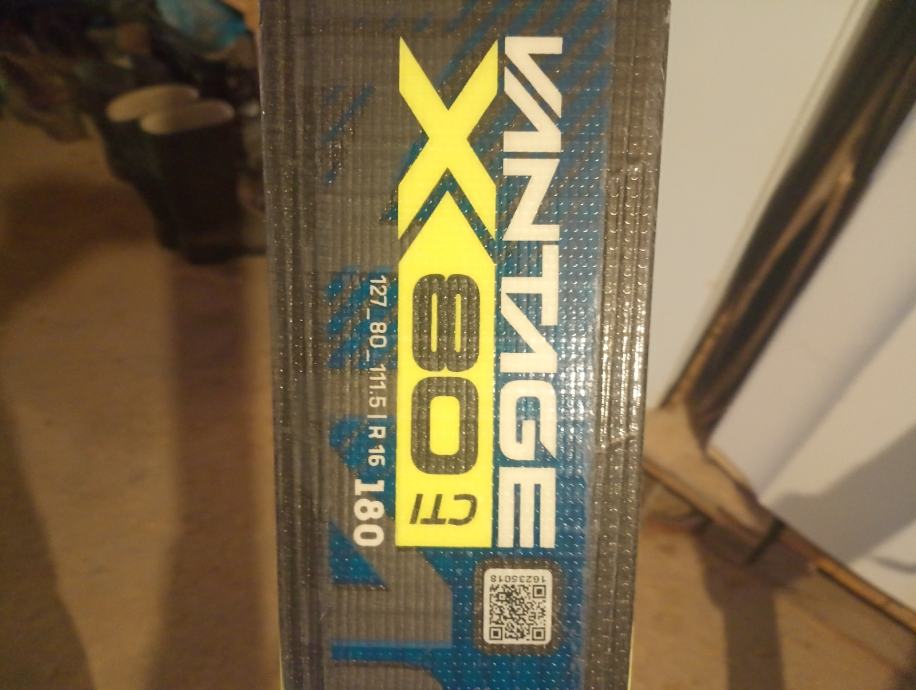 VANTAGE
X 80 CTI
127_80_111.5 | R 16 180
16235018